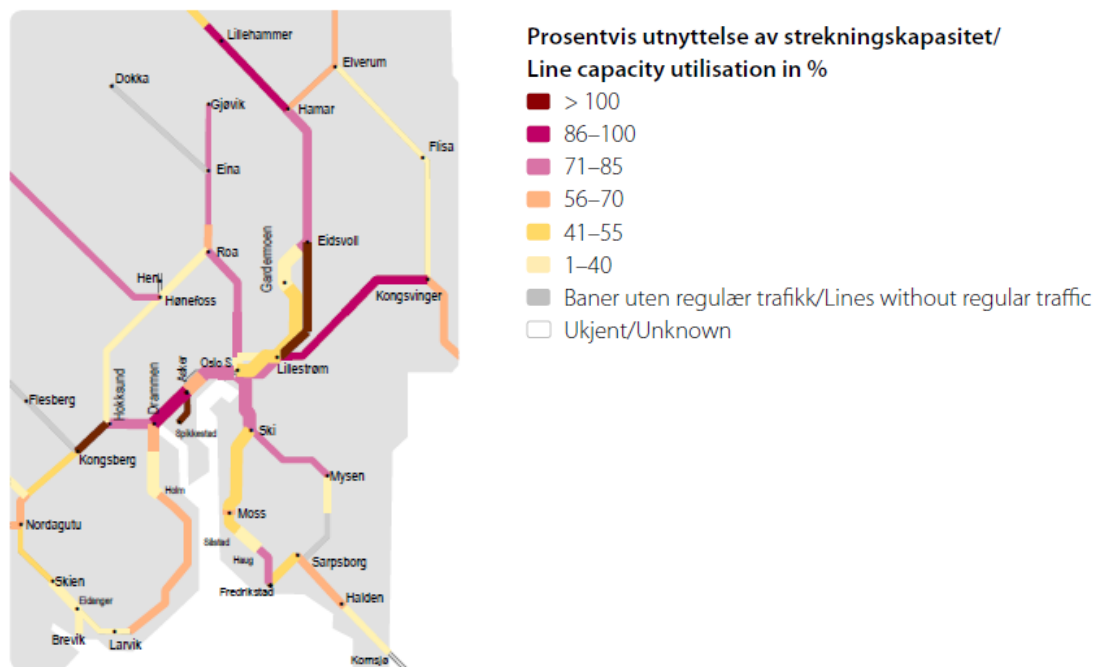 Lillehammer
Elverum
Dokka
Gjøvik
Hamar
Flisa
Eina
Roa
Gardermoen
Eidsvoll
Hønefoss
Kongsvinger
Oslo S
Lillestrøm
Asker
Drammen
Hokksund
Flesberg
Spikkestad
Ski
Kongsberg
Mysen
Holm
Nordagutu
Moss
Såstad
Haug
Sarpsborg
Skien
Fredrikstad
Halden
Eidanger
Brevik
Larvik
Kornsjø
Prosentvis utnyttelse av strekningskapasitet/
Line capacity utilisation in %
> 100
86–100
71–85
56–70
41–55
1–40
Baner uten regulær trafikk/Lines without regular traffic
Ukjent/Unknown